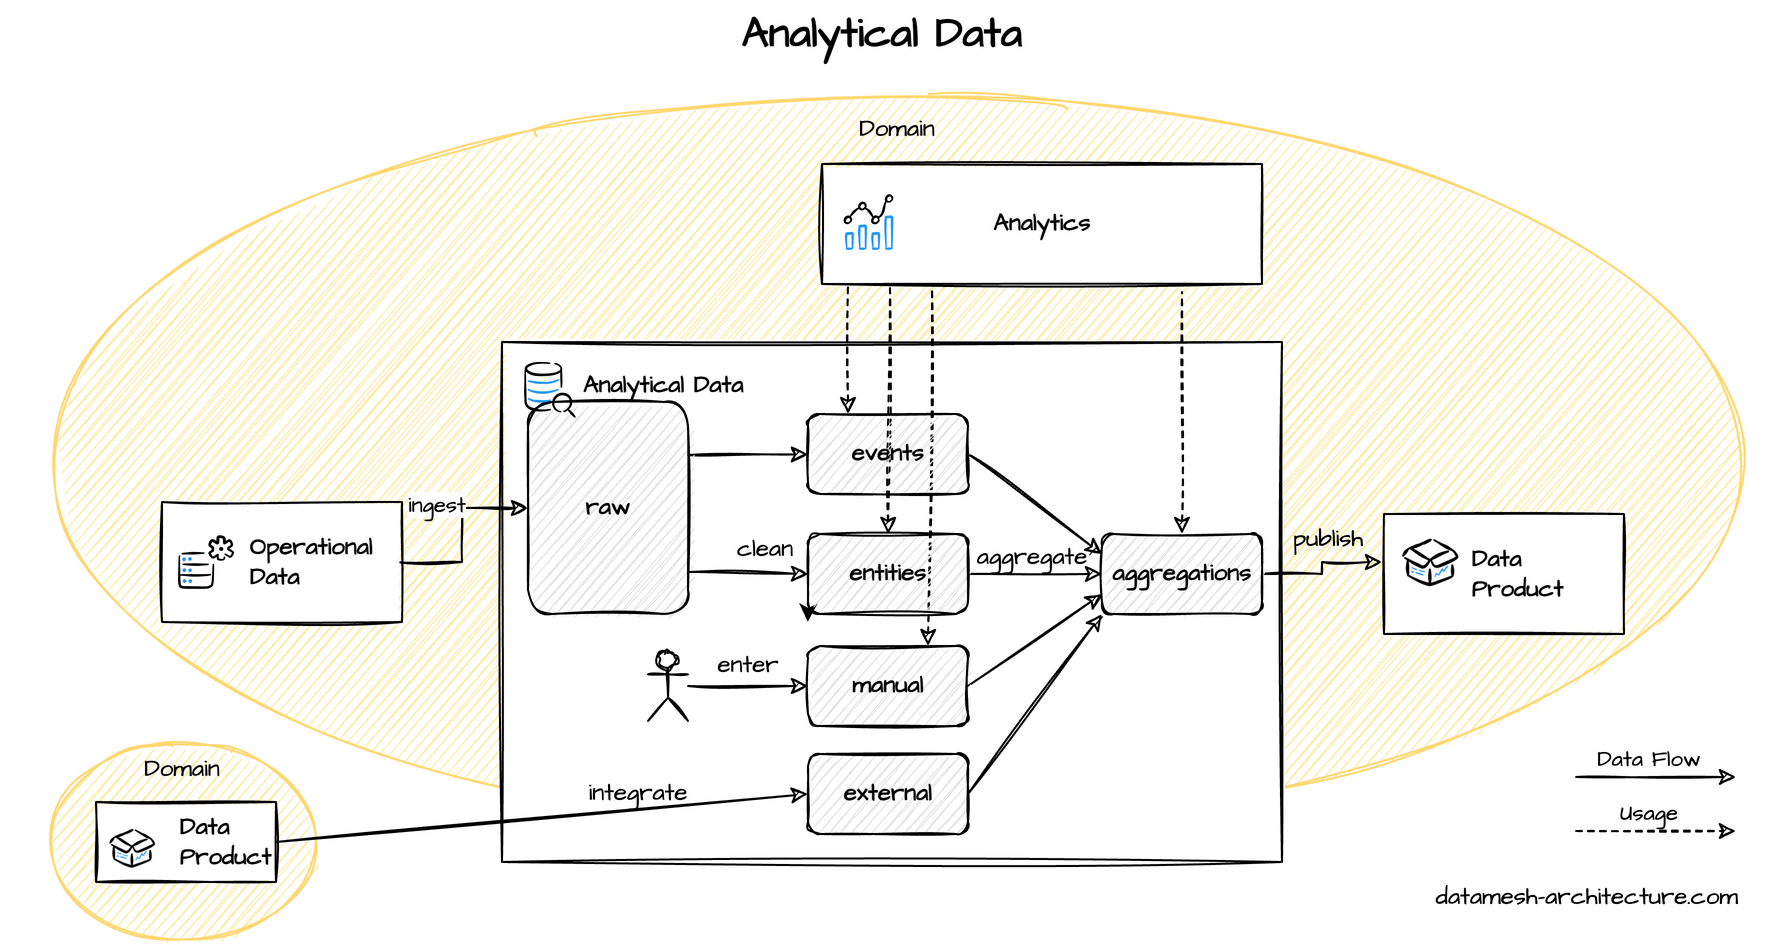 Analytical Data
Domain
Analytics
Analytical Data
events
raw
ingest
Operational
Data
clean
entities
aggregate
aggregations
publish
Data
Product
enter
manual
Domain
Data
Product
integrate
external
Data Flow
Usage
datamesh-architecture.com